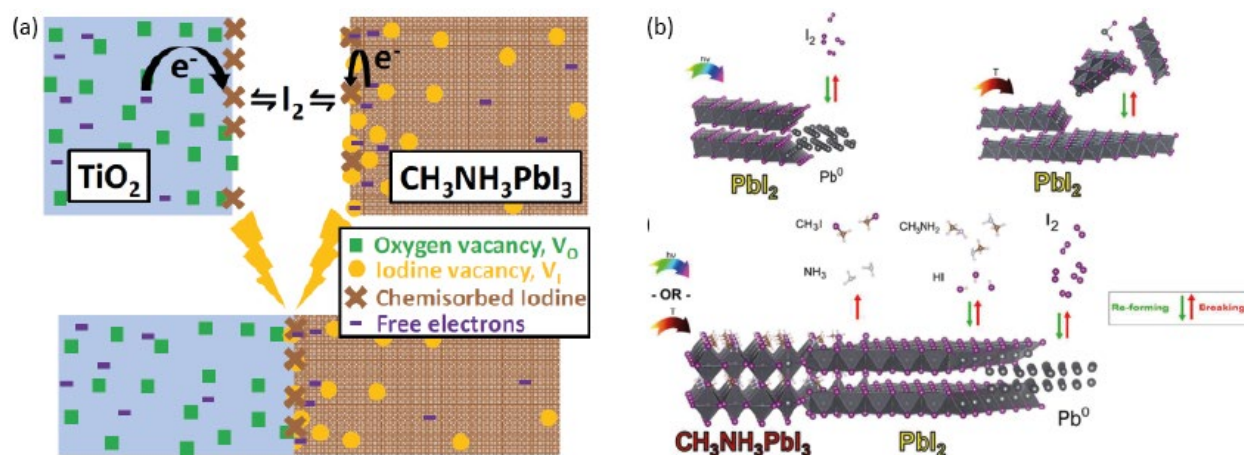 (a)
e⁻
TiO₂
⇋ I₂ ⇋
e⁻
CH₃NH₃PbI₃
Oxygen vacancy, V_O
Iodine vacancy, V_I
Chemisorbed Iodine
Free electrons
(b)
hν
I₂
PbI₂
Pb⁰
T
PbI₂
hν
- OR -
T
CH₃I
NH₃
CH₃NH₂
HI
I₂
Re-forming
Breaking
CH₃NH₃PbI₃
PbI₂
Pb⁰